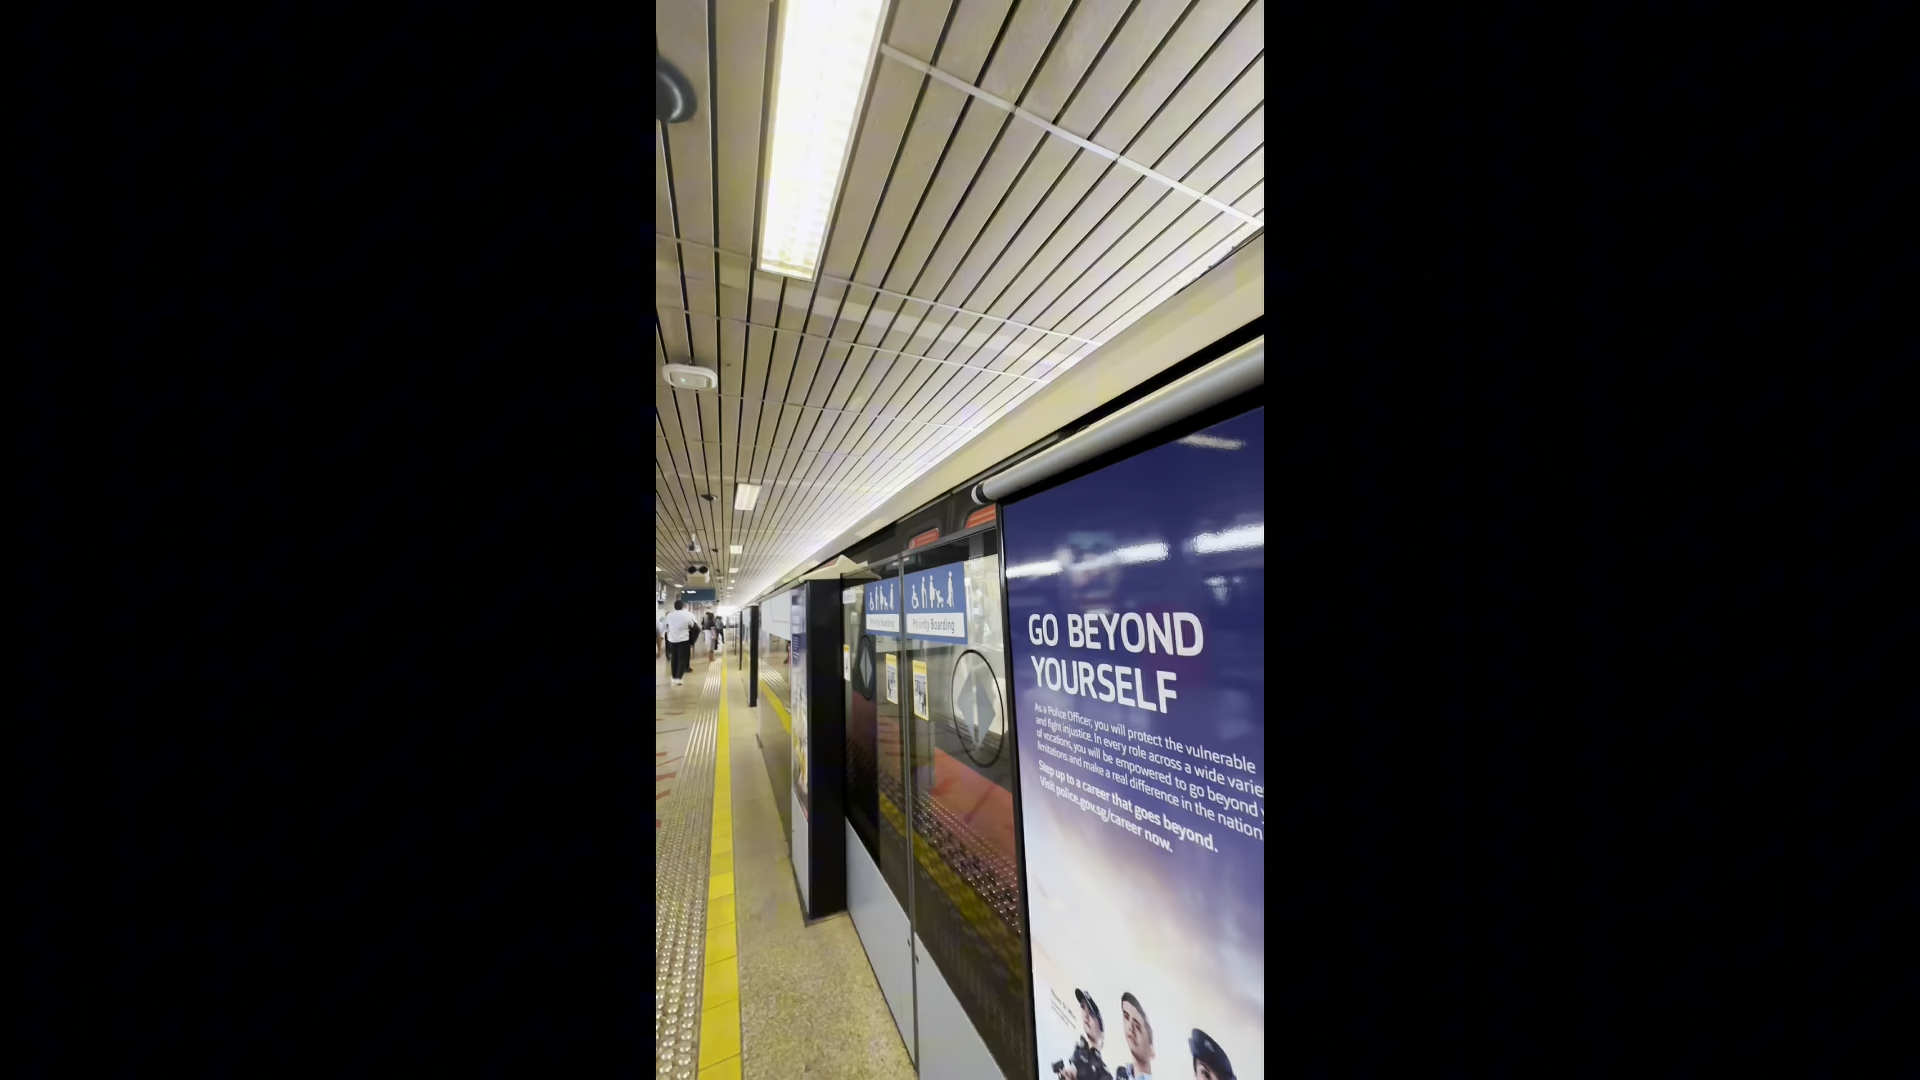 Priority Boarding
Priority Boarding
GO BEYOND
YOURSELF
As a Police Officer, you will protect the vulnerable
and fight injustice. In every role across a wide
of vocations, you will be empowered to go beyond
limitations and make a real difference in the nation
Step up to a career that goes beyond.
Visit police.gov.sg/career now.